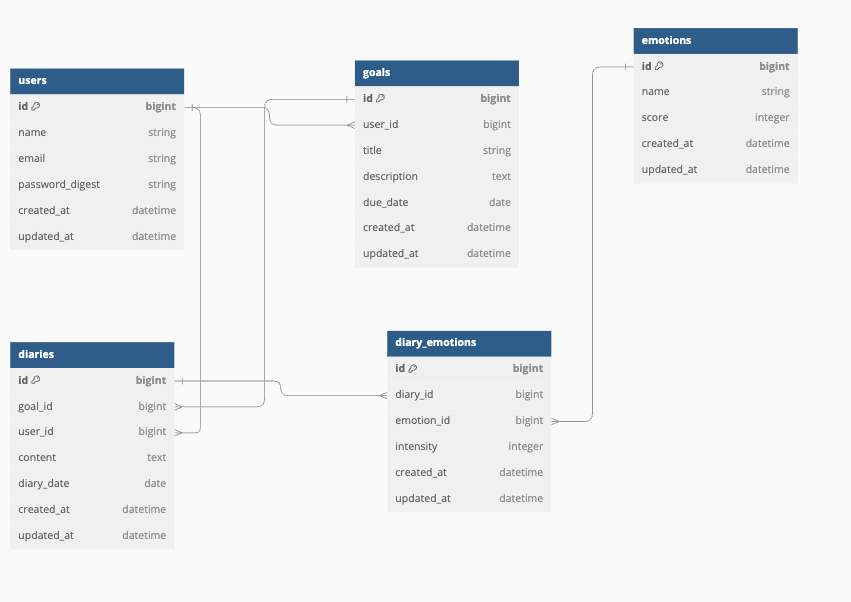 users
id bigint
name string
email string
password_digest string
created_at datetime
updated_at datetime
goals
id bigint
user_id bigint
title string
description text
due_date date
created_at datetime
updated_at datetime
emotions
id bigint
name string
score integer
created_at datetime
updated_at datetime
diaries
id bigint
goal_id bigint
user_id bigint
content text
diary_date date
created_at datetime
updated_at datetime
diary_emotions
id bigint
diary_id bigint
emotion_id bigint
intensity integer
created_at datetime
updated_at datetime